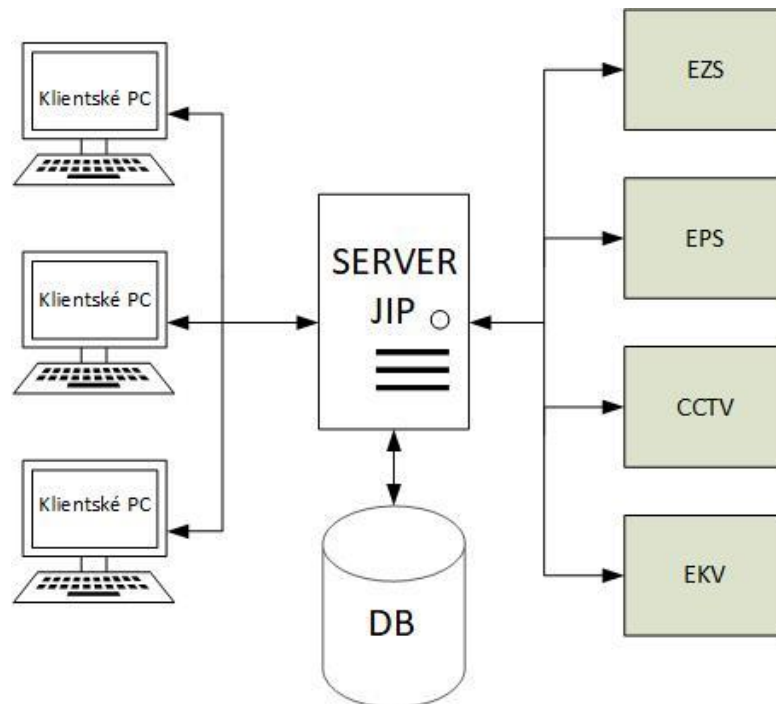 Klientské PC
Klientské PC
Klientské PC
SERVER
JIP
DB
EZS
EPS
CCTV
EKV